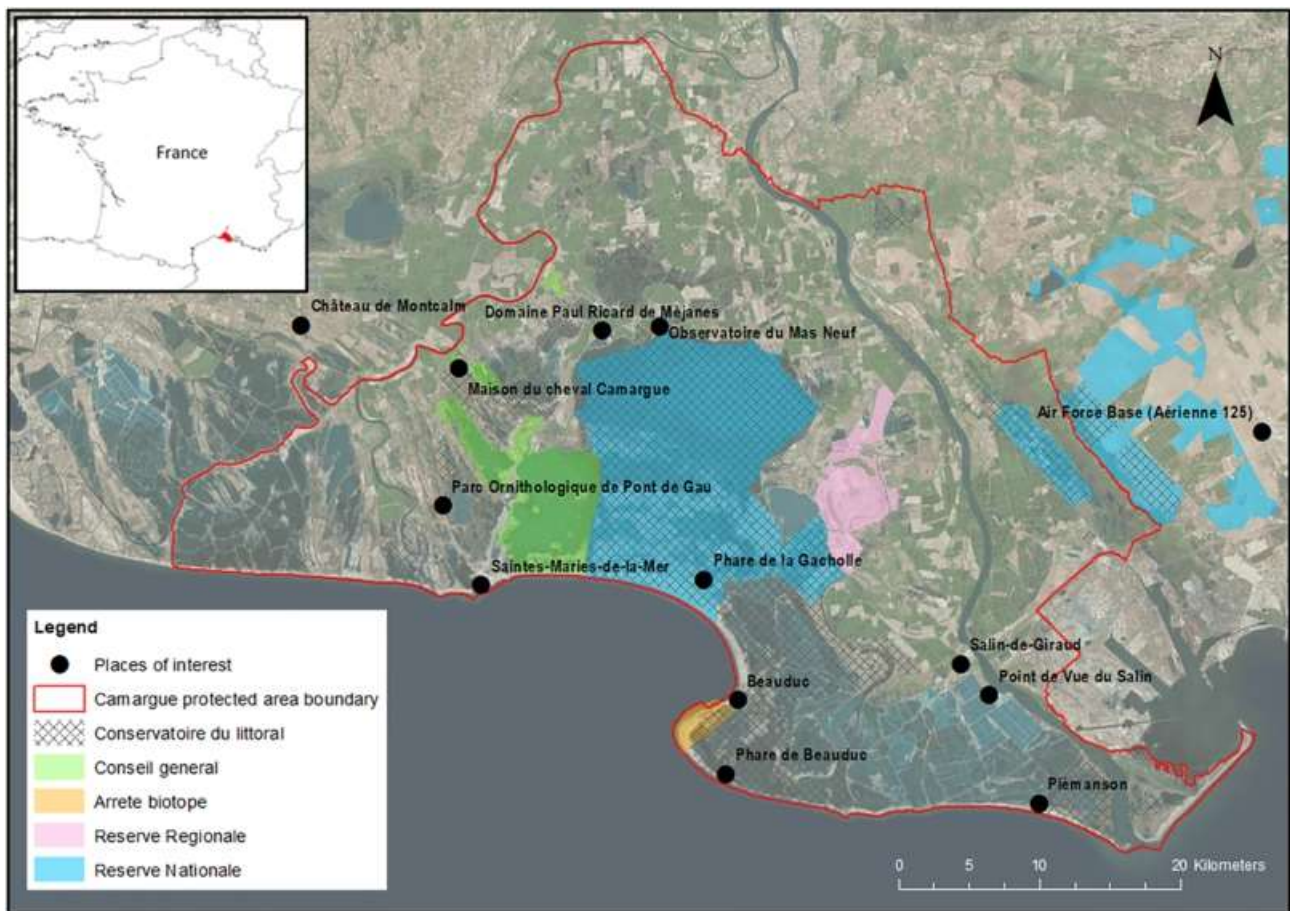 France
N
Château de Montcalm
Domaine Paul Ricard de Méjanes
Observatoire du Mas Neuf
Maison du cheval Camargue
Air Force Base (Aérienne 125)
Parc Ornithologique de Pont de Gau
Phare de la Gacholle
Saintes-Maries-de-la-Mer
Salin-de-Giraud
Point de Vue du Salin
Beauduc
Phare de Beauduc
Pièmanson
Legend
Places of interest
Camargue protected area boundary
Conservatoire du littoral
Conseil general
Arrete biotope
Reserve Regionale
Reserve Nationale
0 5 10 20 Kilometers